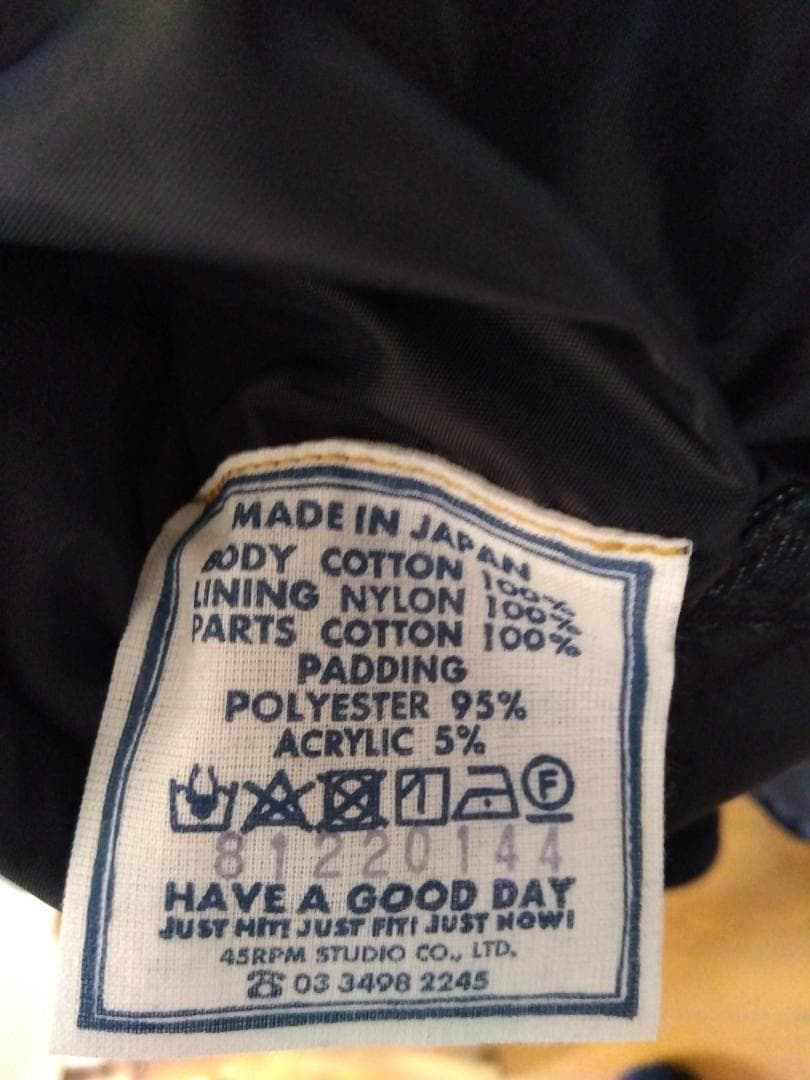 MADE IN JAPAN
BODY COTTON 100%
LINING NYLON 100%
PARTS COTTON 100%
PADDING
POLYESTER 95%
ACRYLIC 5%
F
81220144
HAVE A GOOD DAY
JUST HIT! JUST FIT! JUST NOW!
45RPM STUDIO CO., LTD.
☎ 03 3498 2245